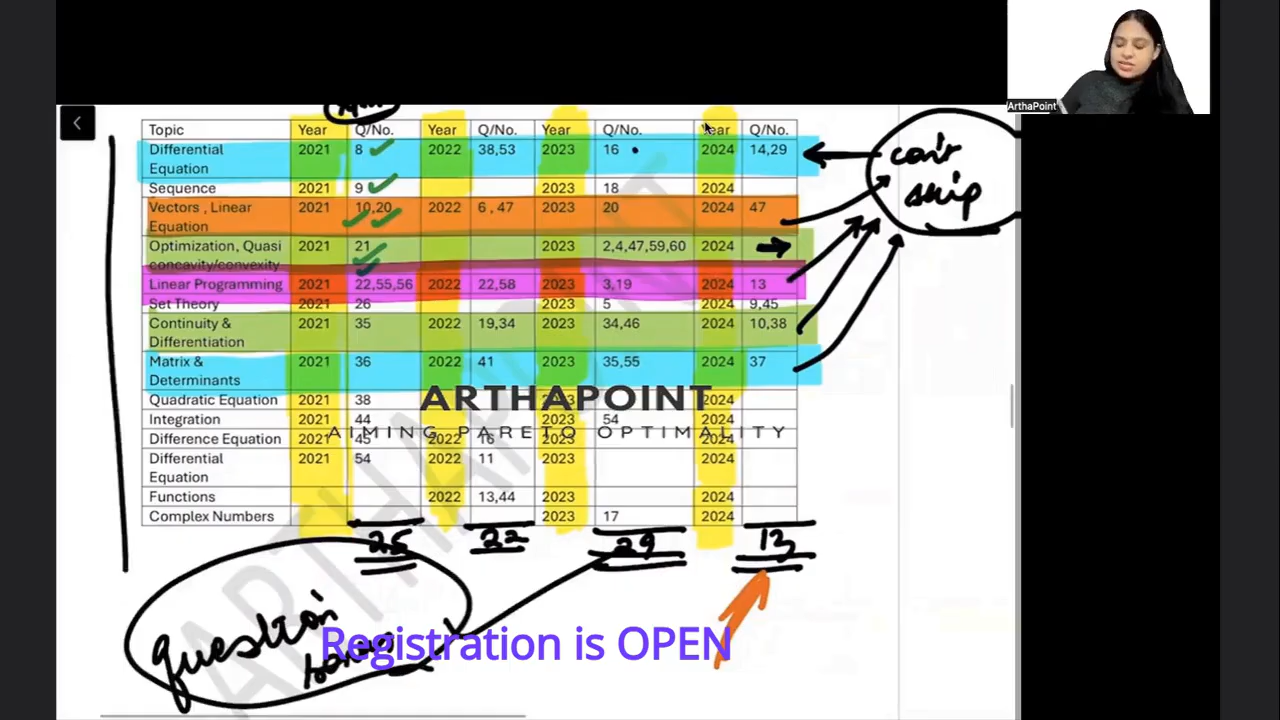 ArthaPoint
Topic Year Q/No. Year Q/No. Year Q/No. Year Q/No.
Differential 2021 8 2022 38,53 2023 16 2024 14,29
Equation
can't
skip
Sequence 2021 9 2023 18 2024
Vectors , Linear 2021 10,20 2022 6 , 47 2023 20 2024 47
Equation
Optimization, Quasi 2021 21 2023 2,4,47,59,60 2024
concavity/convexity
Linear Programming 2021 22,55,56 2022 22,58 2023 3,19 2024 13
Set Theory 2021 26 2023 5 2024 9,45
Continuity & 2021 35 2022 19,34 2023 34,46 2024 10,38
Differentiation
Matrix & 2021 36 2022 41 2023 35,55 2024 37
Determinants
ARTHAPOINT
Quadratic Equation 2021 38 2023 2024
Integration 2021 44 2023 54 2024
AIMING PARETO OPTIMALITY
Difference Equation 2021 45 2022 16 2023 2024
Differential 2021 54 2022 11 2023 2024
Equation
Functions 2022 13,44 2023 2024
Complex Numbers 2023 17 2024
25 22 29 13
ARTHAPOINT
question
Registration is OPEN